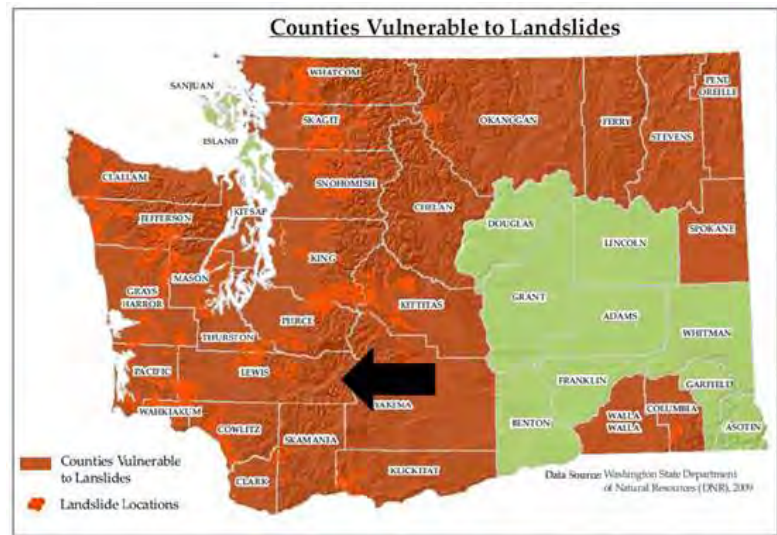 Counties Vulnerable to Landslides
WHATCOM
PEND
OREILLE
SANJUAN
SKAGIT
OKANOGAN
FERRY
STEVENS
ISLAND
CLALLAM
SNOHOMISH
CHELAN
JEFFERSON
KITSAP
DOUGLAS
LINCOLN
SPOKANE
KING
MASON
GRAYS
HARBOR
KITTITAS
GRANT
ADAMS
WHITMAN
PIERCE
THURSTON
PACIFIC
LEWIS
FRANKLIN
GARFIELD
YAKIMA
WAHKIAKUM
BENTON
WALLA
WALLA
COLUMBIA
ASOTIN
COWLITZ
SKAMANIA
KLICKITAT
CLARK
Counties Vulnerable
to Lanslides
Landslide Locations
Data Source: Washington State Department
of Natural Resources (DNR), 2009